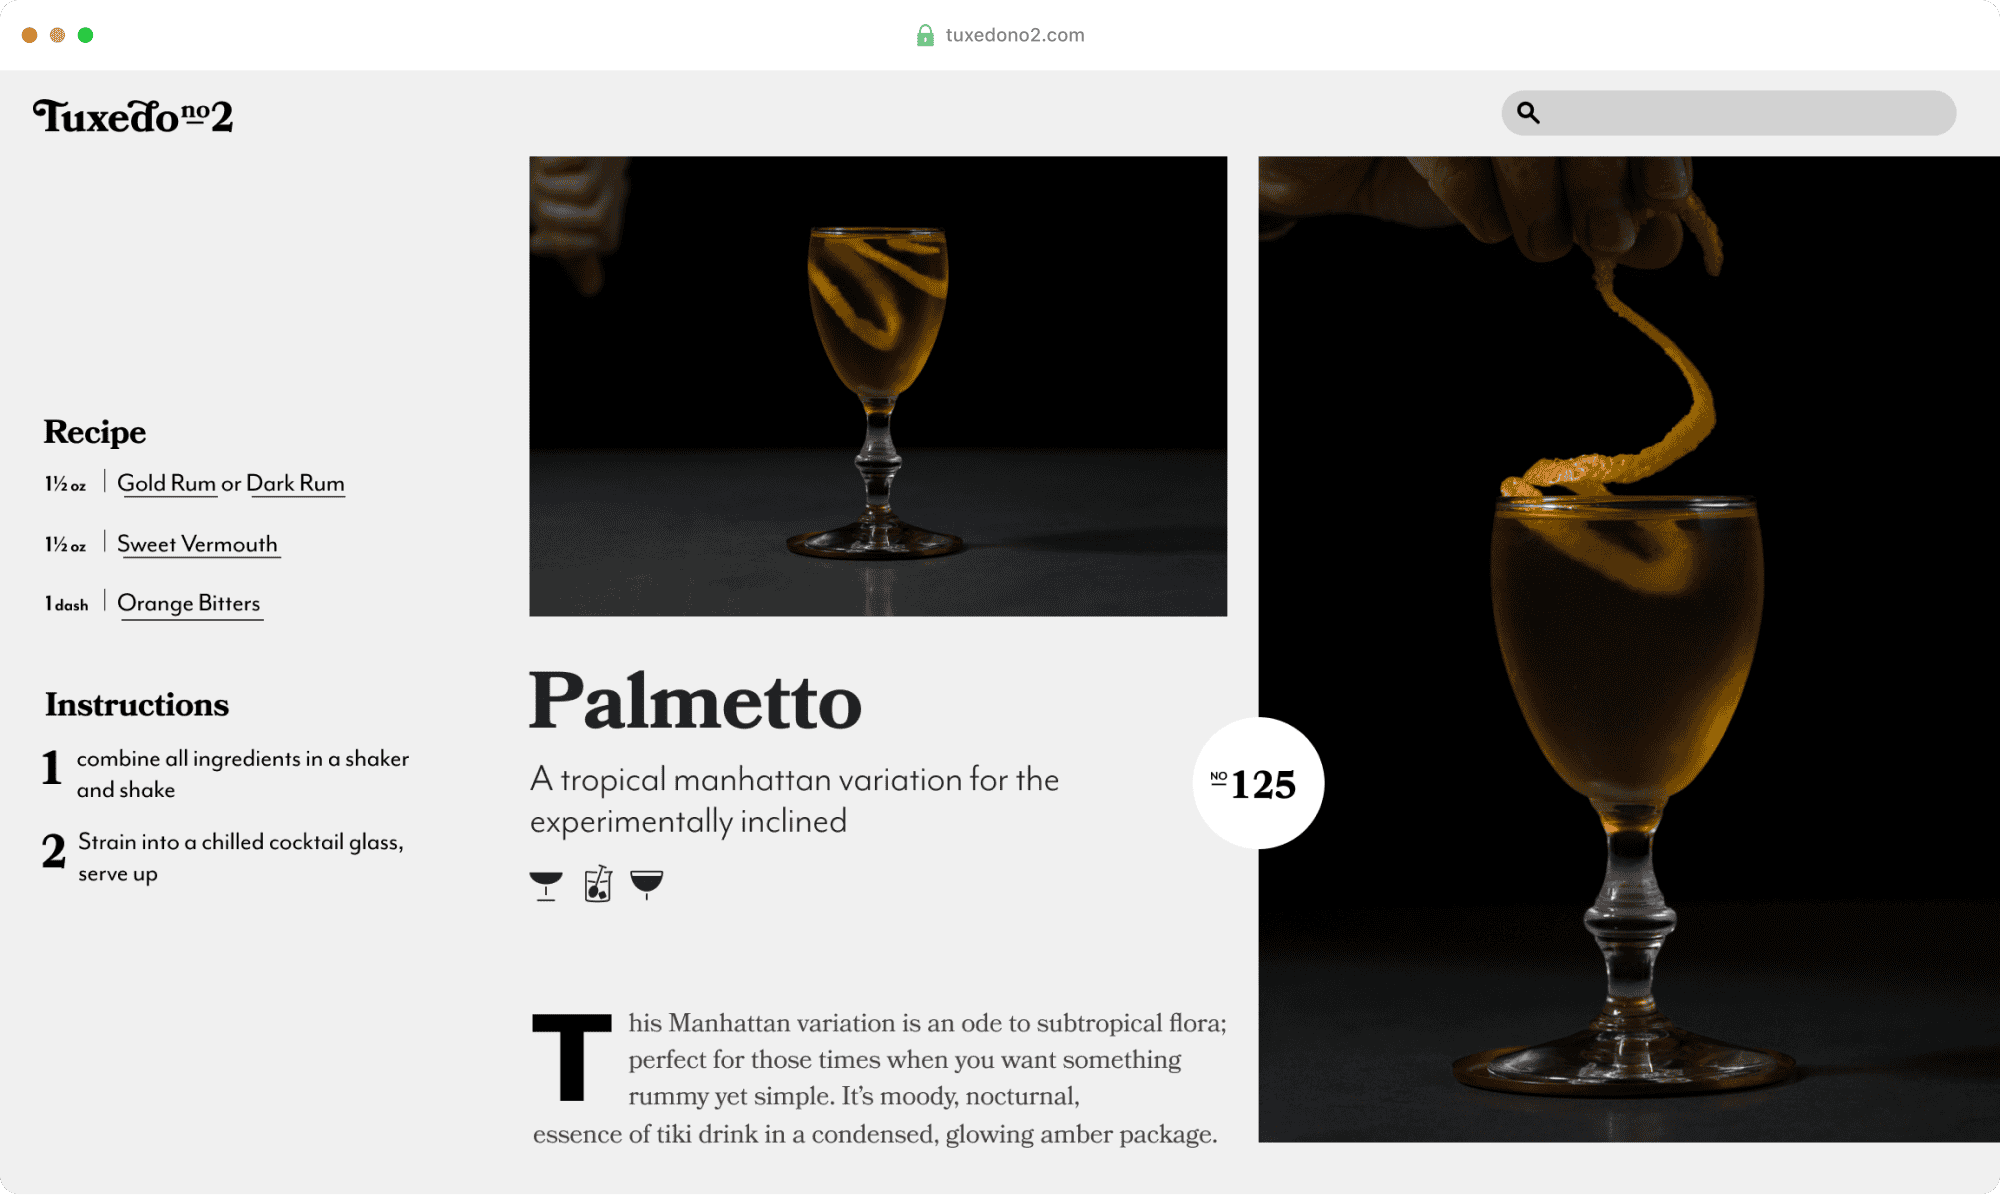 tuxedono2.com
Tuxedo no2
Recipe
1½ oz Gold Rum or Dark Rum
1½ oz Sweet Vermouth
1 dash Orange Bitters
Instructions
1 combine all ingredients in a shaker
and shake
2 Strain into a chilled cocktail glass,
serve up
Palmetto
A tropical manhattan variation for the
experimentally inclined
NO 125
This Manhattan variation is an ode to subtropical flora;
perfect for those times when you want something
rummy yet simple. It’s moody, nocturnal,
essence of tiki drink in a condensed, glowing amber package.